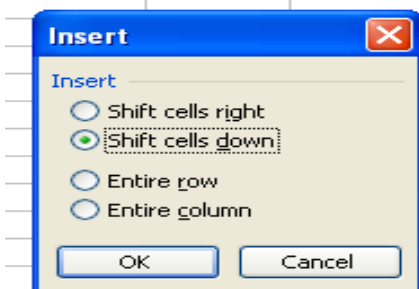 Insert
Insert
Shift cells right
Shift cells down
Entire row
Entire column
OK Cancel